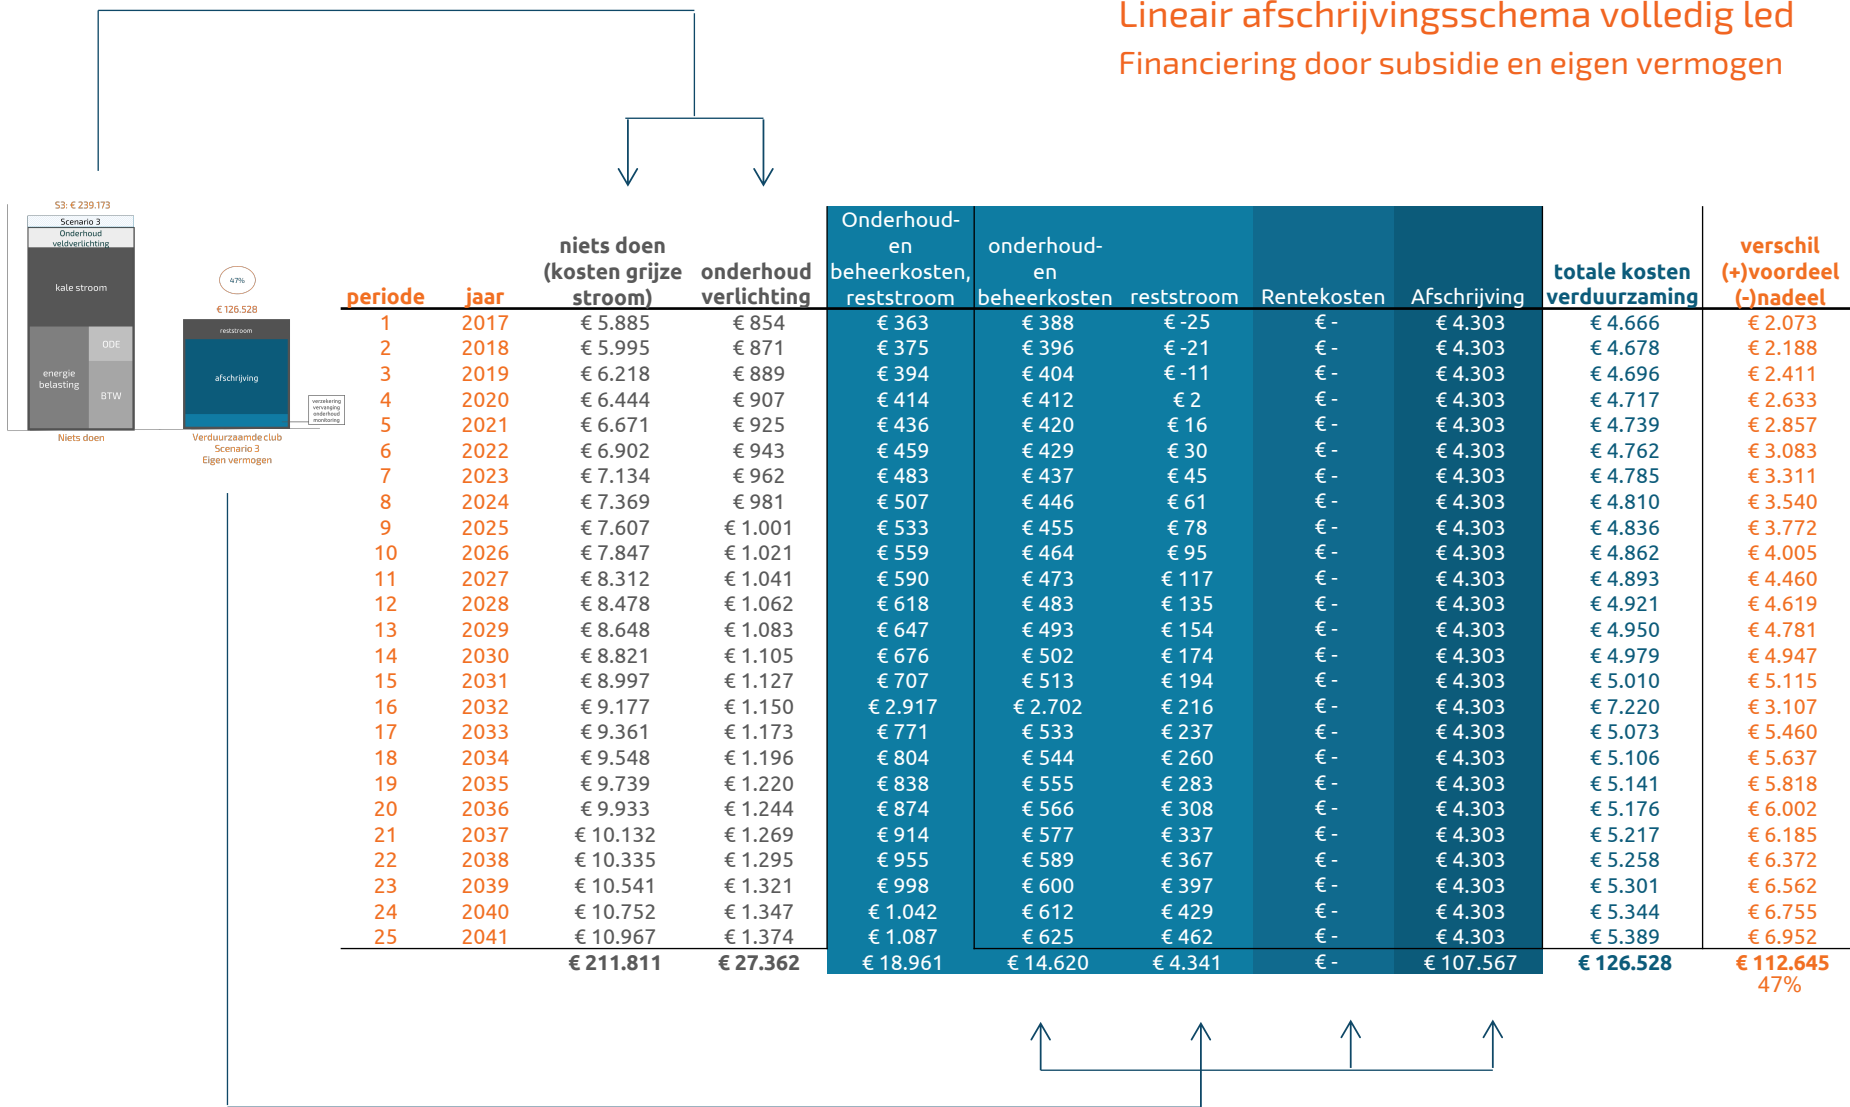 Lineair afschrijvingsschema volledig led
Financiering door subsidie en eigen vermogen
S3: € 239.173
Scenario 3
Onderhoud
veldverlichting
kale stroom
energie
belasting
ODE
BTW
Niets doen
47%
€ 126.528
reststroom
afschrijving
verzekering
vervanging
onderhoud
monitoring
Verduurzaamde club
Scenario 3
Eigen vermogen
periode jaar niets doen (kosten grijze stroom) onderhoud verlichting Onderhoud- en beheerkosten, reststroom onderhoud- en beheerkosten reststroom Rentekosten Afschrijving totale kosten verduurzaming verschil (+)voordeel (-)nadeel
1 2017 € 5.885 € 854 € 363 € 388 € -25 € - € 4.303 € 4.666 € 2.073
2 2018 € 5.995 € 871 € 375 € 396 € -21 € - € 4.303 € 4.678 € 2.188
3 2019 € 6.218 € 889 € 394 € 404 € -11 € - € 4.303 € 4.696 € 2.411
4 2020 € 6.444 € 907 € 414 € 412 € 2 € - € 4.303 € 4.717 € 2.633
5 2021 € 6.671 € 925 € 436 € 420 € 16 € - € 4.303 € 4.739 € 2.857
6 2022 € 6.902 € 943 € 459 € 429 € 30 € - € 4.303 € 4.762 € 3.083
7 2023 € 7.134 € 962 € 483 € 437 € 45 € - € 4.303 € 4.785 € 3.311
8 2024 € 7.369 € 981 € 507 € 446 € 61 € - € 4.303 € 4.810 € 3.540
9 2025 € 7.607 € 1.001 € 533 € 455 € 78 € - € 4.303 € 4.836 € 3.772
10 2026 € 7.847 € 1.021 € 559 € 464 € 95 € - € 4.303 € 4.862 € 4.005
11 2027 € 8.312 € 1.041 € 590 € 473 € 117 € - € 4.303 € 4.893 € 4.460
12 2028 € 8.478 € 1.062 € 618 € 483 € 135 € - € 4.303 € 4.921 € 4.619
13 2029 € 8.648 € 1.083 € 647 € 493 € 154 € - € 4.303 € 4.950 € 4.781
14 2030 € 8.821 € 1.105 € 676 € 502 € 174 € - € 4.303 € 4.979 € 4.947
15 2031 € 8.997 € 1.127 € 707 € 513 € 194 € - € 4.303 € 5.010 € 5.115
16 2032 € 9.177 € 1.150 € 2.917 € 2.702 € 216 € - € 4.303 € 7.220 € 3.107
17 2033 € 9.361 € 1.173 € 771 € 533 € 237 € - € 4.303 € 5.073 € 5.460
18 2034 € 9.548 € 1.196 € 804 € 544 € 260 € - € 4.303 € 5.106 € 5.637
19 2035 € 9.739 € 1.220 € 838 € 555 € 283 € - € 4.303 € 5.141 € 5.818
20 2036 € 9.933 € 1.244 € 874 € 566 € 308 € - € 4.303 € 5.176 € 6.002
21 2037 € 10.132 € 1.269 € 914 € 577 € 337 € - € 4.303 € 5.217 € 6.185
22 2038 € 10.335 € 1.295 € 955 € 589 € 367 € - € 4.303 € 5.258 € 6.372
23 2039 € 10.541 € 1.321 € 998 € 600 € 397 € - € 4.303 € 5.301 € 6.562
24 2040 € 10.752 € 1.347 € 1.042 € 612 € 429 € - € 4.303 € 5.344 € 6.755
25 2041 € 10.967 € 1.374 € 1.087 € 625 € 462 € - € 4.303 € 5.389 € 6.952
€ 211.811 € 27.362 € 18.961 € 14.620 € 4.341 € - € 107.567 € 126.528 € 112.645
47%